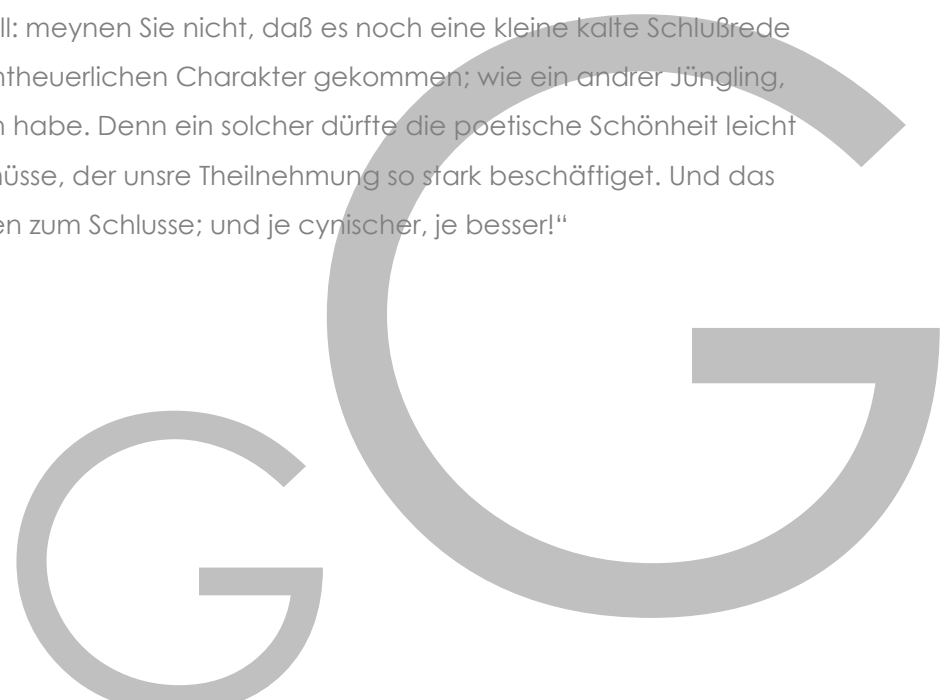 ll: meynen Sie nicht, daß es noch eine kleine kalte Schlußrede
ntheuerlichen Charakter gekommen; wie ein andrer Jüngling,
n habe. Denn ein solcher dürfte die poetische Schönheit leicht
nüsse, der unsre Theilnehmung so stark beschäftiget. Und das
en zum Schlusse; und je cynischer, je besser!“
G
G